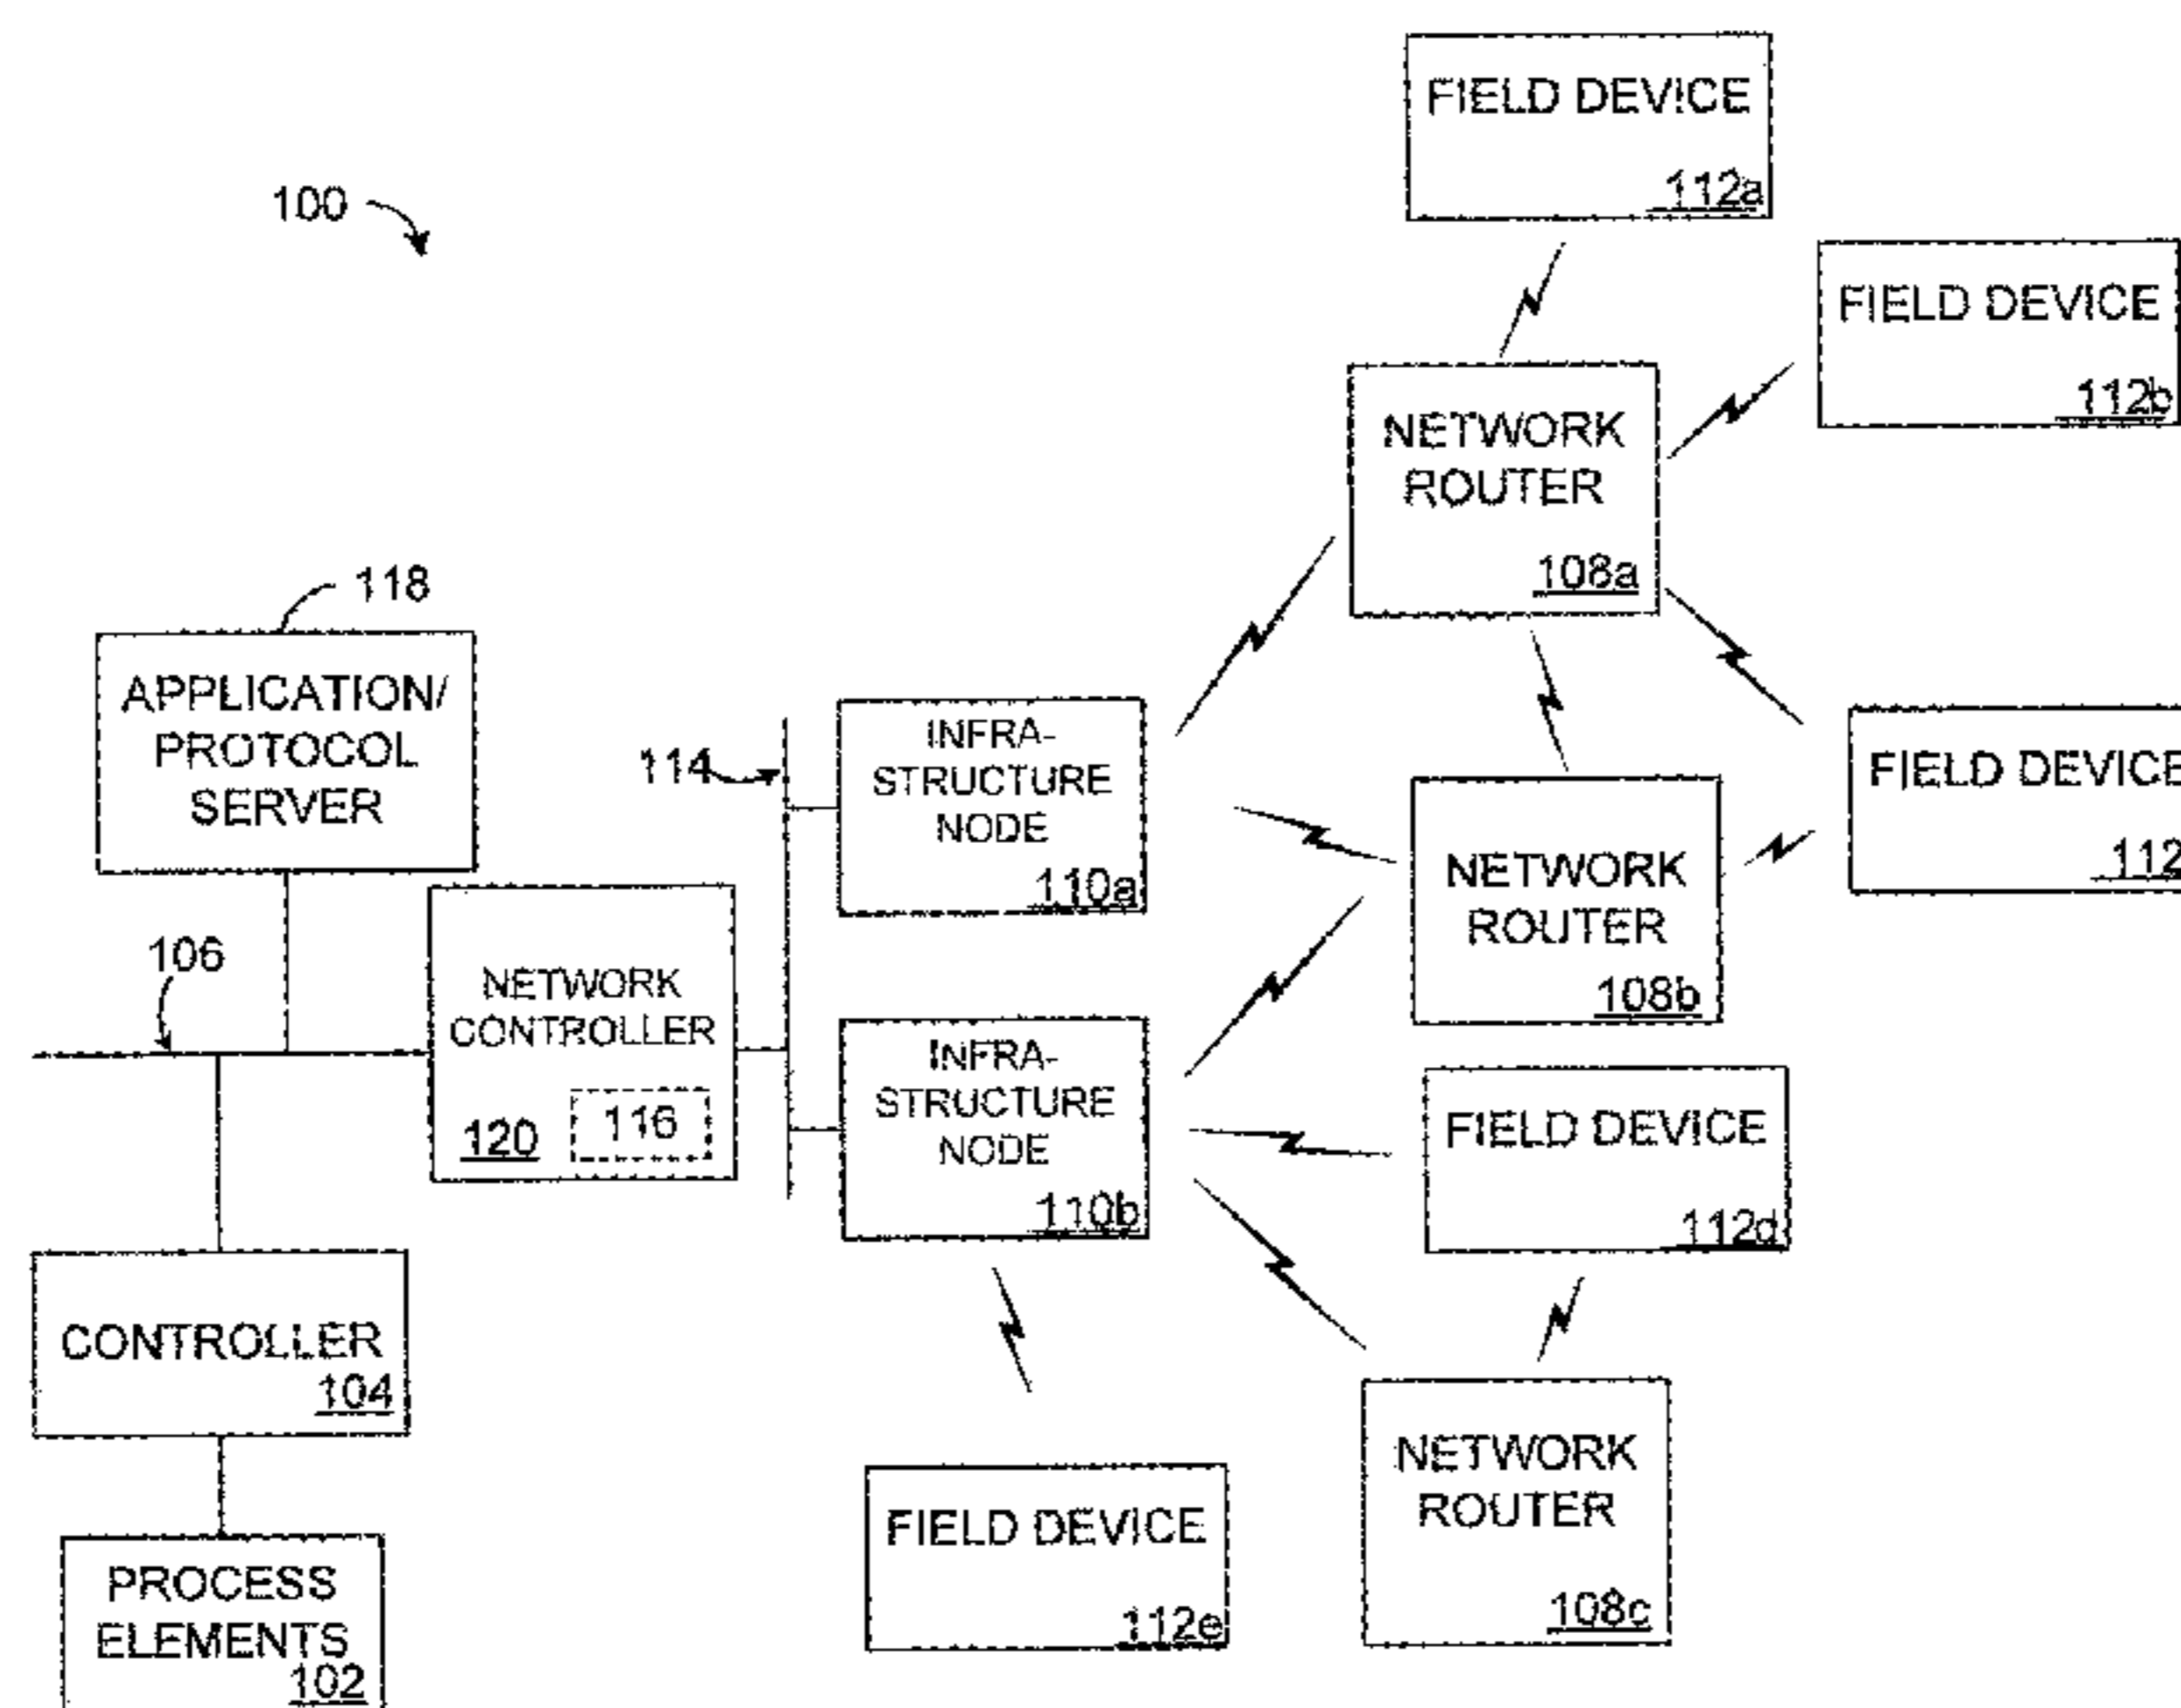 100
FIELD DEVICE
112a
FIELD DEVICE
112b
NETWORK
ROUTER
108a
118
APPLICATION/
PROTOCOL
SERVER
114
INFRA-
STRUCTURE
NODE
110a
FIELD DEVICE
112
NETWORK
ROUTER
108b
106
NETWORK
CONTROLLER
120
116
INFRA-
STRUCTURE
NODE
110b
FIELD DEVICE
112d
CONTROLLER
104
NETWORK
ROUTER
108c
FIELD DEVICE
112e
PROCESS
ELEMENTS
102